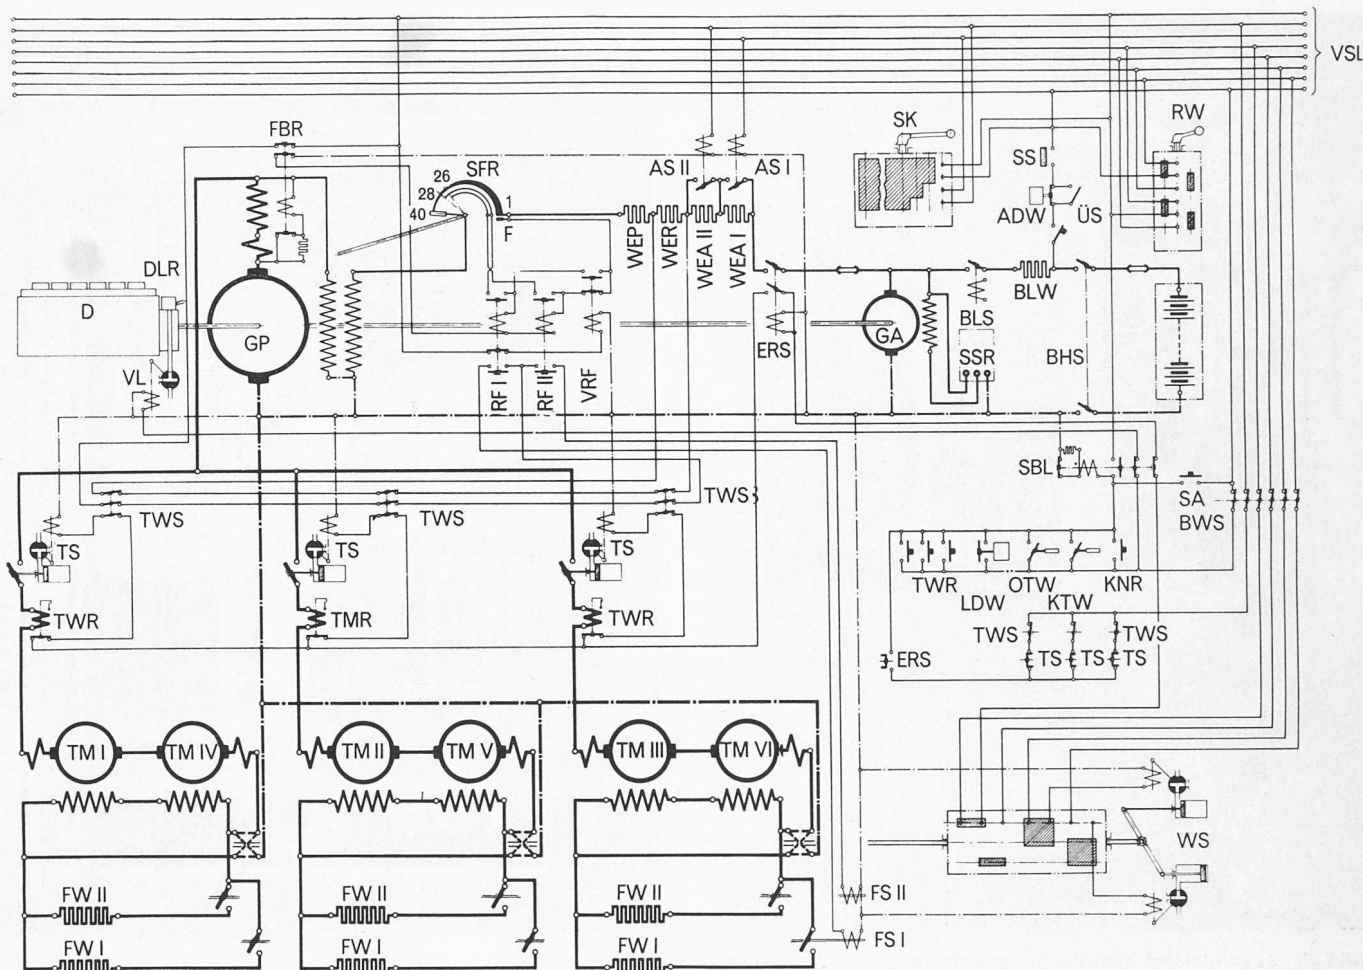 VSL
FBR
SFR
SK
RW
26
28
1
40
F
AS II
AS I
SS
ADW
ÜS
WEP
WER
WEA II
WEA I
DLR
D
GP
GA
BLW
BLS
ERS
SSR
BHS
VL
RF I
RF II
VRF
SBL
TWS
TWS
TWS
SA
BWS
TS
TS
TS
TWR
OTW
KNR
LDW
KTW
TWR
TMR
TWR
TWS
TWS
ERS
TS
TS
TS
TM I
TM IV
TM II
TM V
TM III
TM VI
WS
FW II
FW II
FW II
FS II
FW I
FW I
FW I
FS I